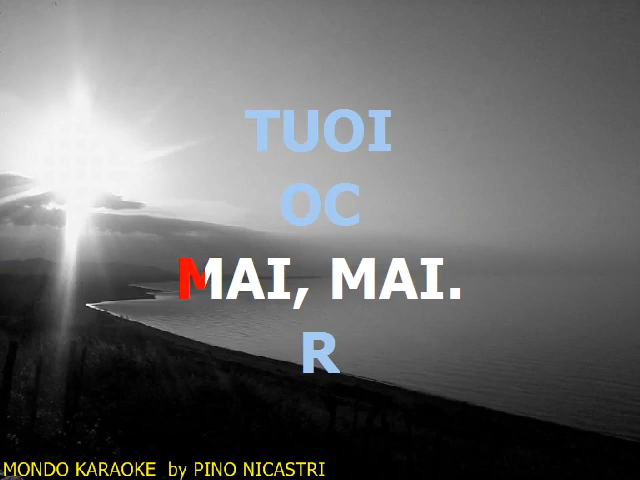 TUOI
OC
MAI, MAI.
R
MONDO KARAOKE by PINO NICASTRI